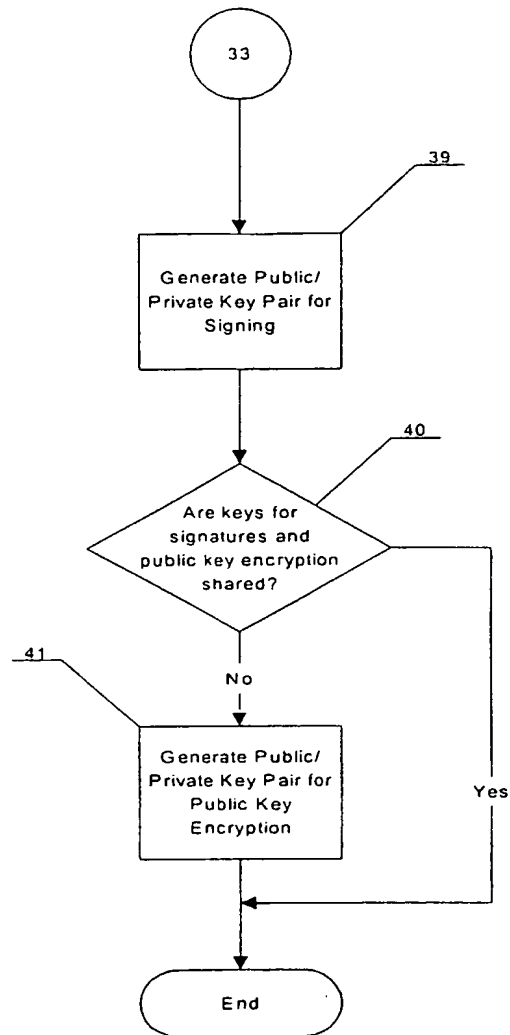 33
39
Generate Public/
Private Key Pair for
Signing
40
Are keys for
signatures and
public key encryption
shared?
41
No
Generate Public/
Private Key Pair for
Public Key
Encryption
Yes
End